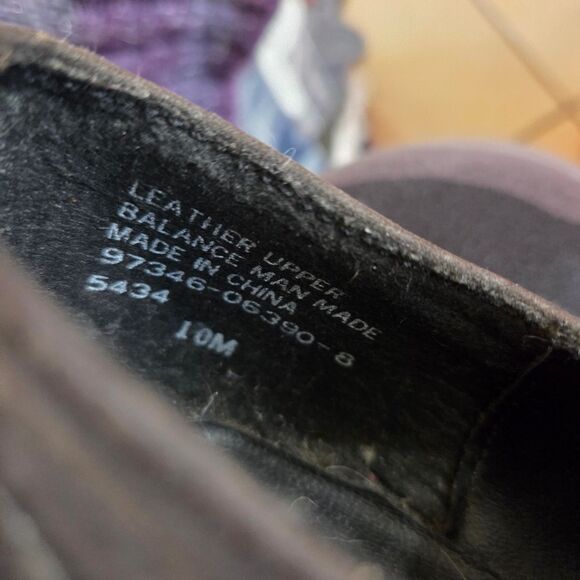 LEATHER UPPER
BALANCE MAN MADE
MADE IN CHINA
97346-06390-8
5434
10M